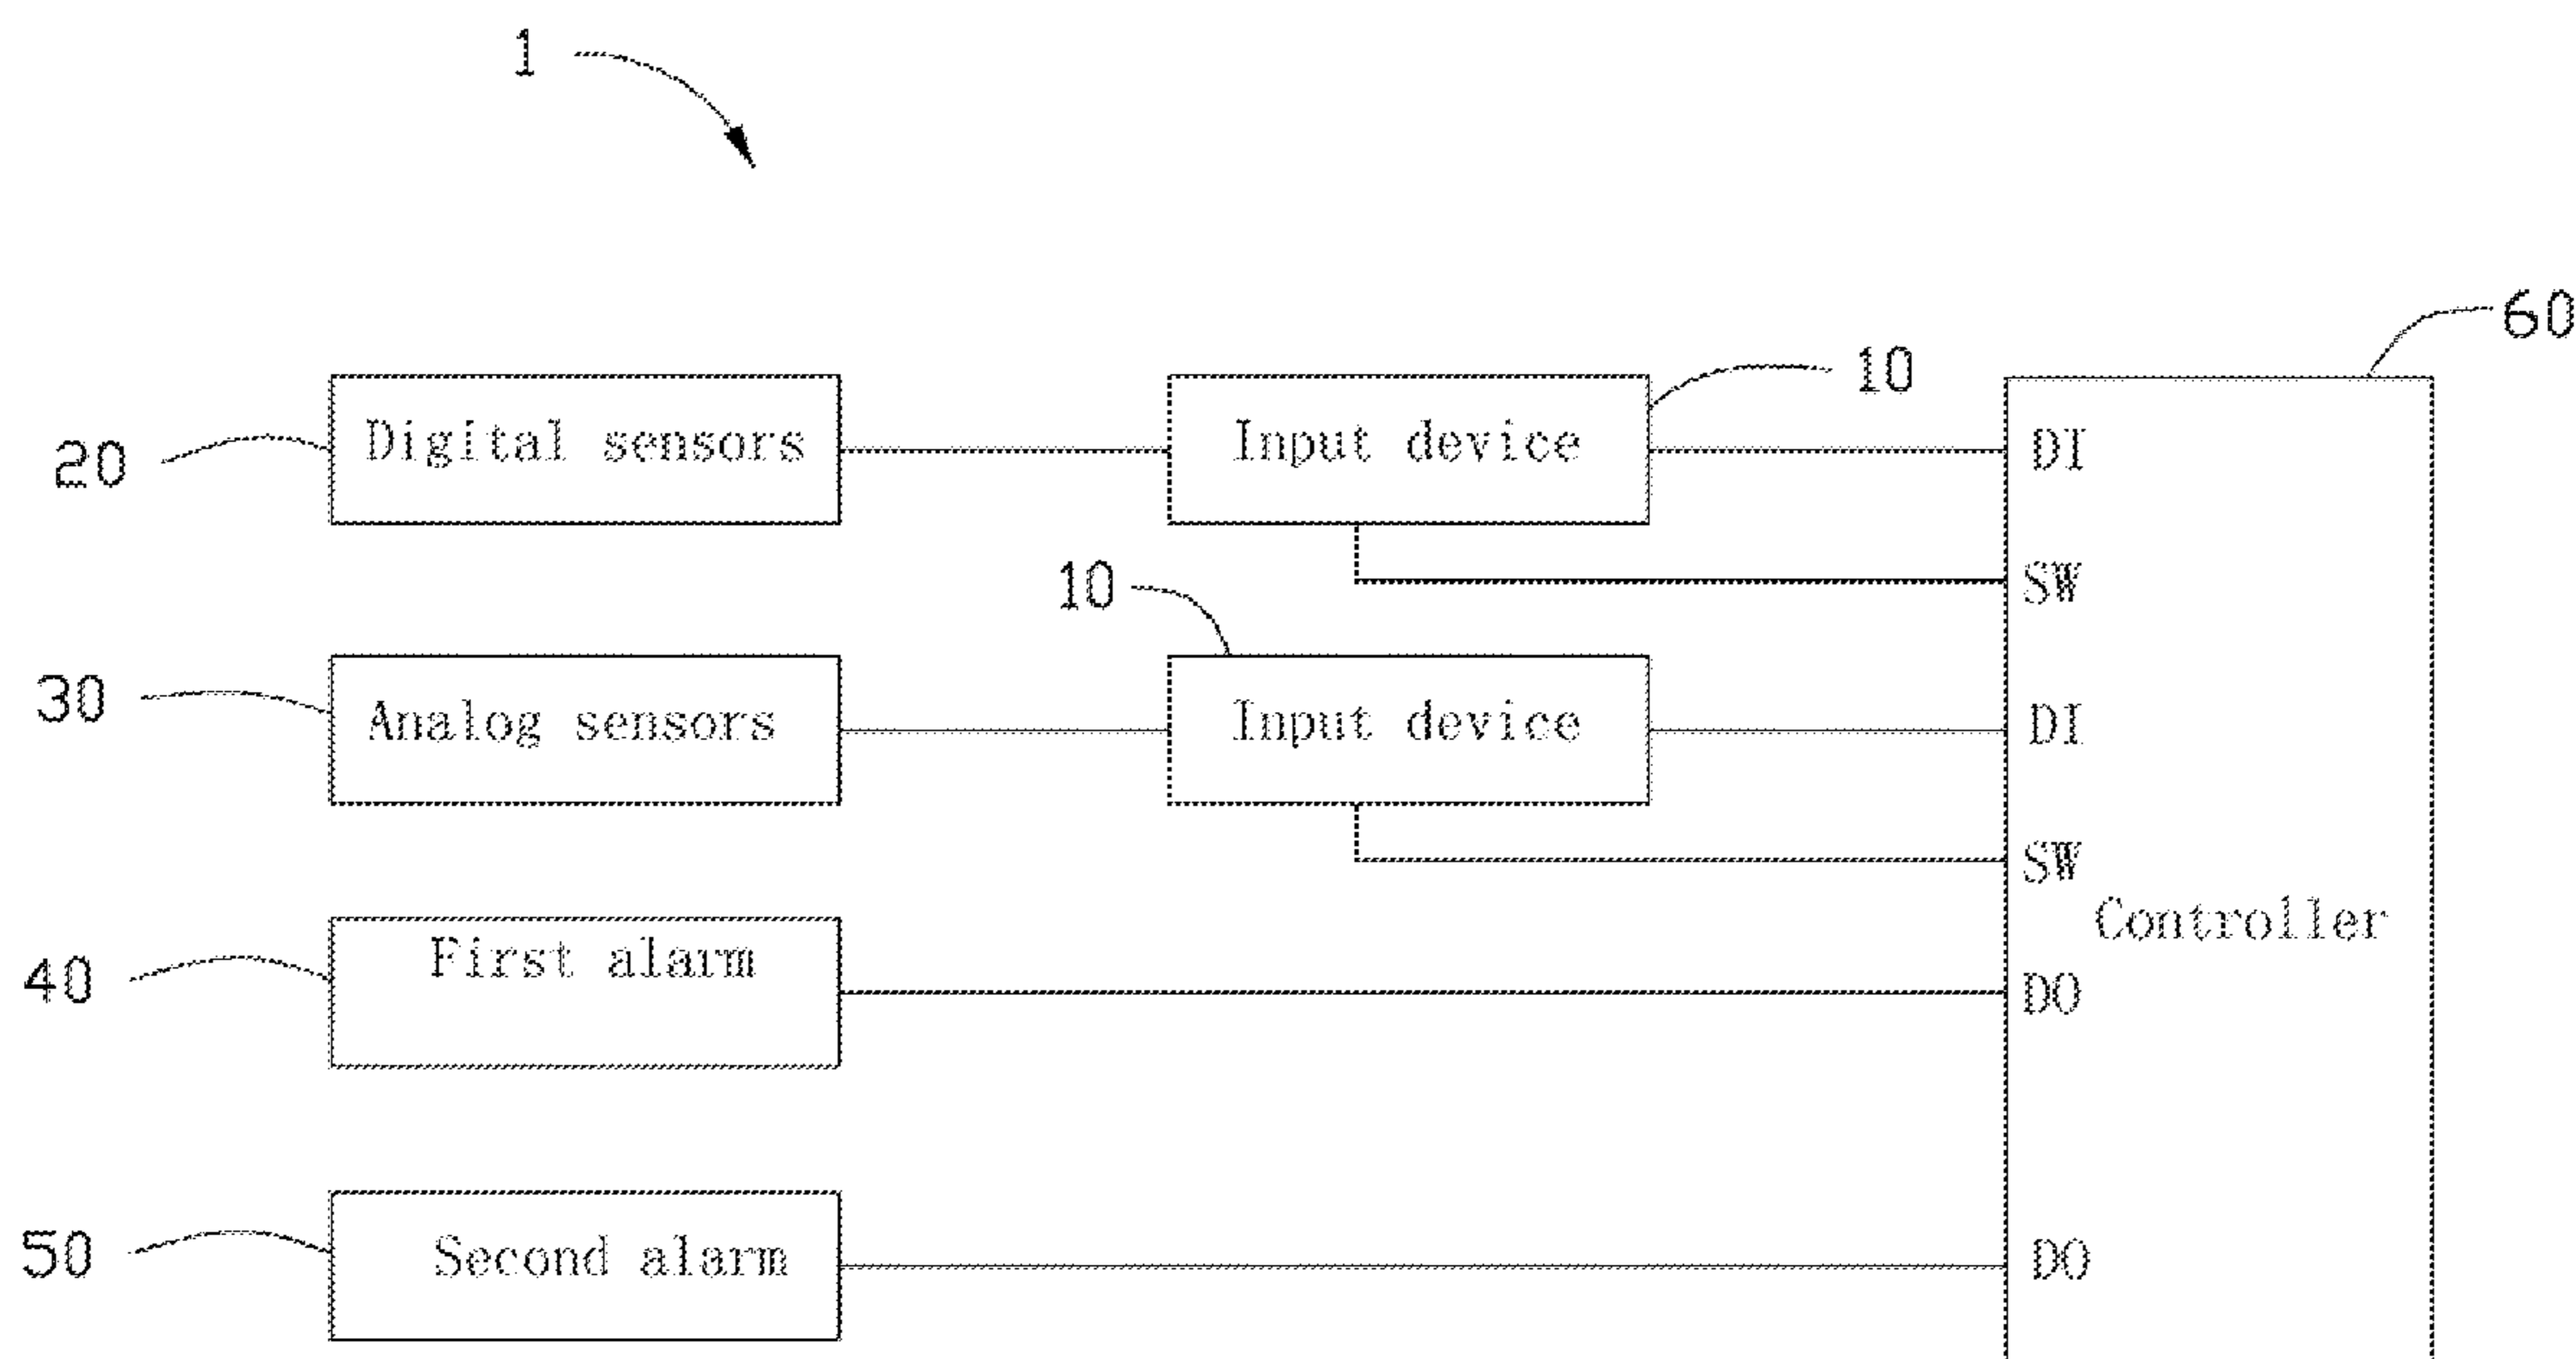 1
60
10
20
Digital sensors
Input device
DI
10
SW
30
Analog sensors
Input device
DI
SW
Controller
40
First alarm
DO
50
Second alarm
DO